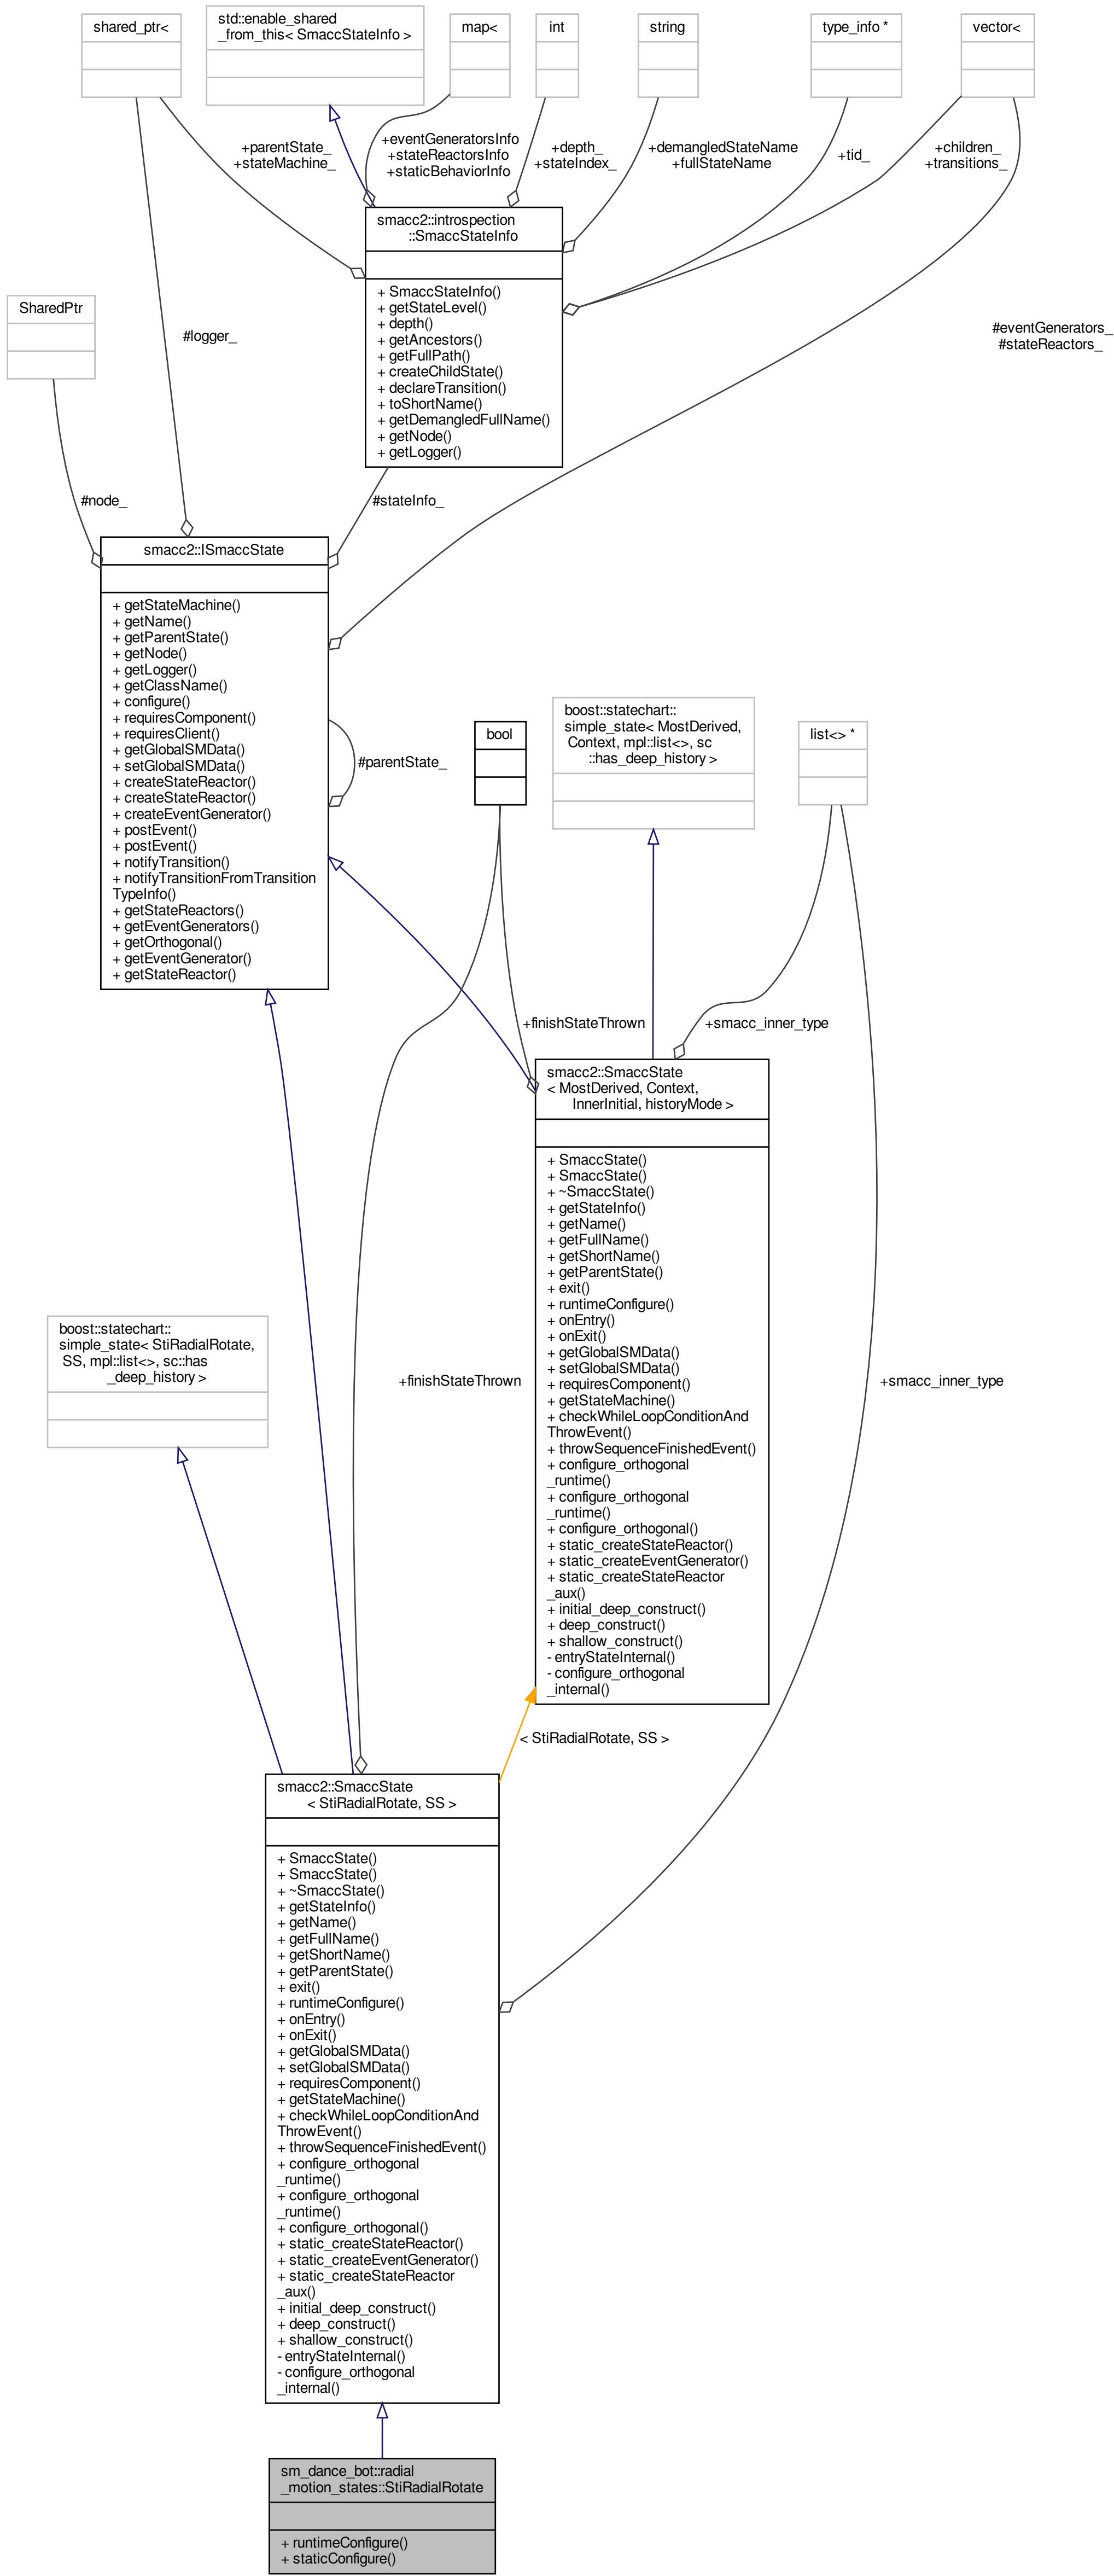 shared_ptr<
std::enable_shared
_from_this< SmaccStateInfo >
map<
int
string
type_info *
vector<
+parentState_
+stateMachine_
+eventGeneratorsInfo
+stateReactorsInfo
+staticBehaviorInfo
+depth_
+stateIndex_
+demangledStateName
+fullStateName
+tid_
+children_
+transitions_
smacc2::introspection
::SmaccStateInfo
+ SmaccStateInfo()
+ getStateLevel()
+ depth()
+ getAncestors()
+ getFullPath()
+ createChildState()
+ declareTransition()
+ toShortName()
+ getDemangledFullName()
+ getNode()
+ getLogger()
SharedPtr
#logger_
#eventGenerators_
#stateReactors_
#node_
#stateInfo_
smacc2::ISmaccState
+ getStateMachine()
+ getName()
+ getParentState()
+ getNode()
+ getLogger()
+ getClassName()
+ configure()
+ requiresComponent()
+ requiresClient()
+ getGlobalSMData()
+ setGlobalSMData()
+ createStateReactor()
+ createStateReactor()
+ createEventGenerator()
+ postEvent()
+ postEvent()
+ notifyTransition()
+ notifyTransitionFromTransition
TypeInfo()
+ getStateReactors()
+ getEventGenerators()
+ getOrthogonal()
+ getEventGenerator()
+ getStateReactor()
#parentState_
bool
boost::statechart::
simple_state< MostDerived,
Context, mpl::list<>, sc
::has_deep_history >
list<> *
+finishStateThrown
+smacc_inner_type
smacc2::SmaccState
< MostDerived, Context,
InnerInitial, historyMode >
+ SmaccState()
+ SmaccState()
+ ~SmaccState()
+ getStateInfo()
+ getName()
+ getFullName()
+ getShortName()
+ getParentState()
+ exit()
+ runtimeConfigure()
+ onEntry()
+ onExit()
+ getGlobalSMData()
+ setGlobalSMData()
+ requiresComponent()
+ getStateMachine()
+ checkWhileLoopConditionAnd
ThrowEvent()
+ throwSequenceFinishedEvent()
+ configure_orthogonal
_runtime()
+ configure_orthogonal
_runtime()
+ configure_orthogonal()
+ static_createStateReactor()
+ static_createEventGenerator()
+ static_createStateReactor
_aux()
+ initial_deep_construct()
+ deep_construct()
+ shallow_construct()
- entryStateInternal()
- configure_orthogonal
_internal()
boost::statechart::
simple_state< StiRadialRotate,
SS, mpl::list<>, sc::has
_deep_history >
+finishStateThrown
+smacc_inner_type
< StiRadialRotate, SS >
smacc2::SmaccState
< StiRadialRotate, SS >
+ SmaccState()
+ SmaccState()
+ ~SmaccState()
+ getStateInfo()
+ getName()
+ getFullName()
+ getShortName()
+ getParentState()
+ exit()
+ runtimeConfigure()
+ onEntry()
+ onExit()
+ getGlobalSMData()
+ setGlobalSMData()
+ requiresComponent()
+ getStateMachine()
+ checkWhileLoopConditionAnd
ThrowEvent()
+ throwSequenceFinishedEvent()
+ configure_orthogonal
_runtime()
+ configure_orthogonal
_runtime()
+ configure_orthogonal()
+ static_createStateReactor()
+ static_createEventGenerator()
+ static_createStateReactor
_aux()
+ initial_deep_construct()
+ deep_construct()
+ shallow_construct()
- entryStateInternal()
- configure_orthogonal
_internal()
sm_dance_bot::radial
_motion_states::StiRadialRotate
+ runtimeConfigure()
+ staticConfigure()